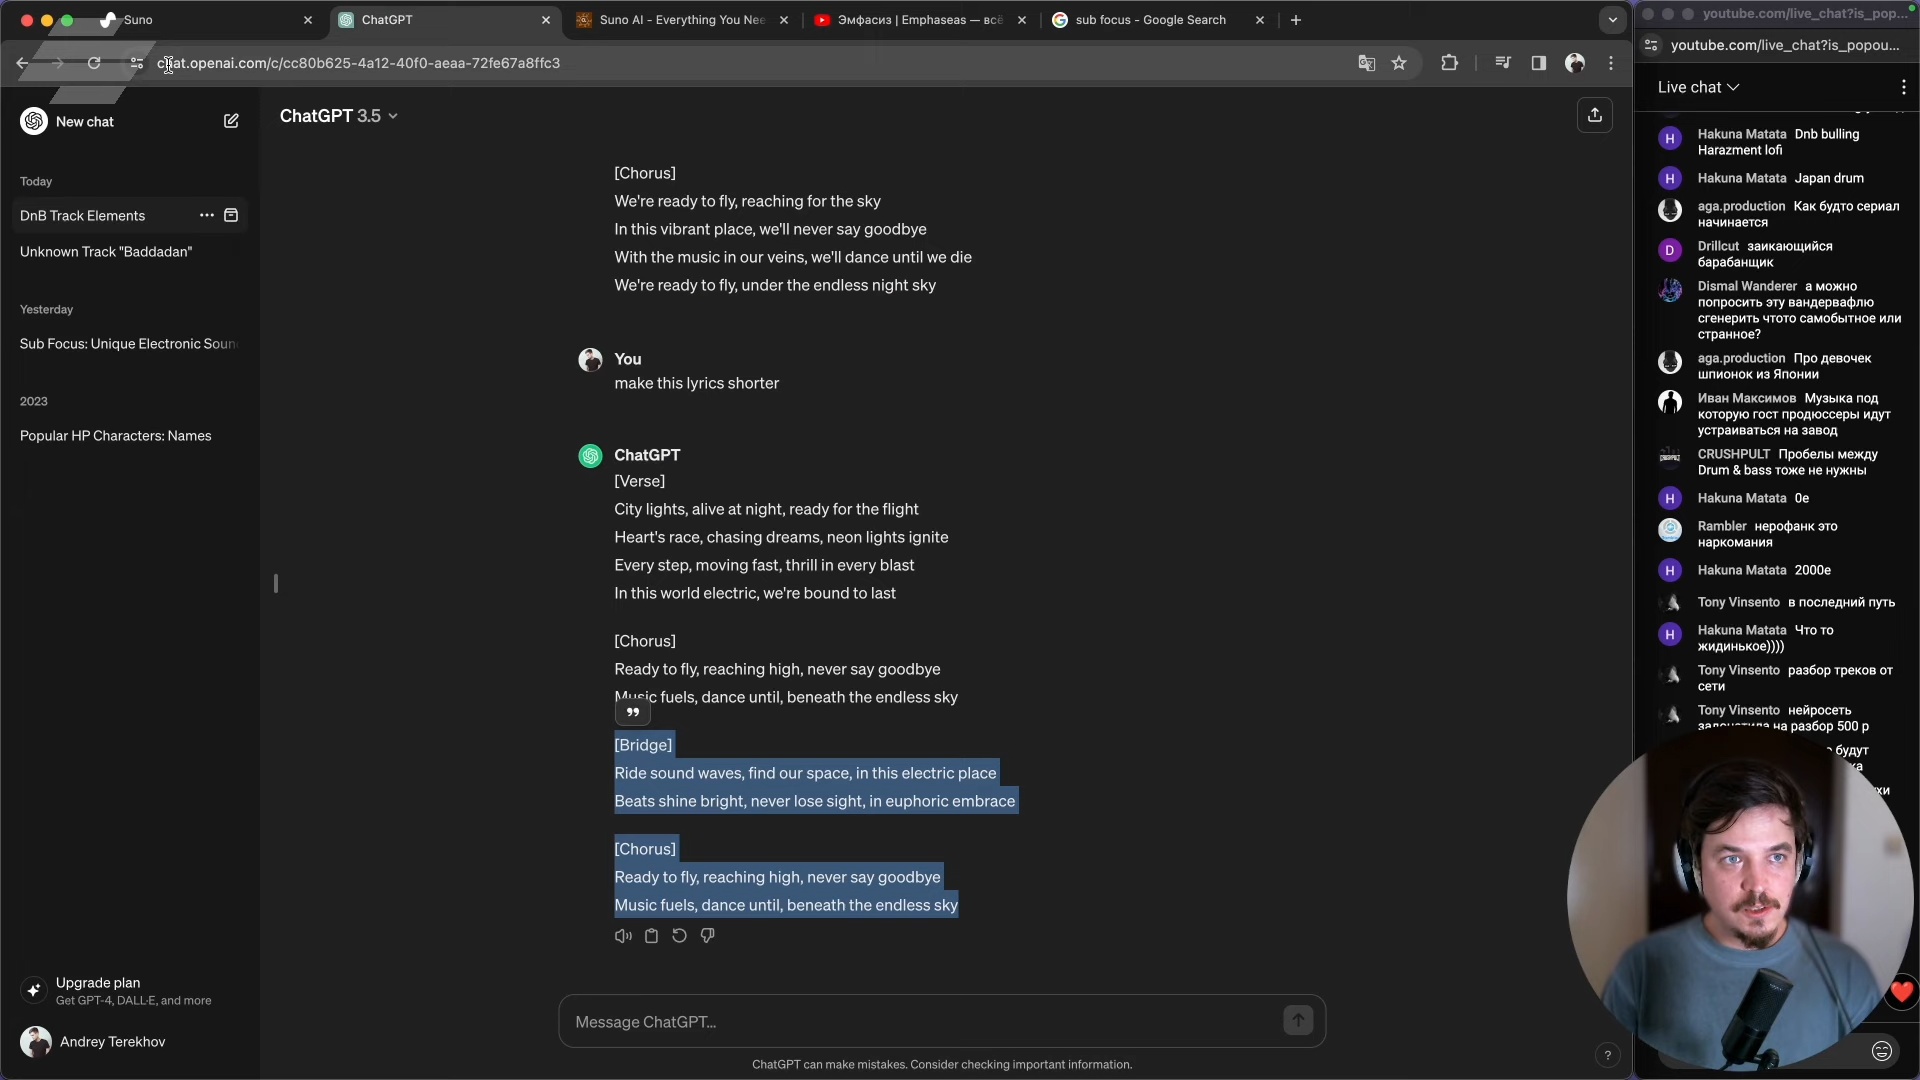 Suno
ChatGPT
Suno AI - Everything You Nee
Эмфасиз | Emphaseas — всё
sub focus - Google Search
youtube.com/live_chat?is_pop...
chat.openai.com/c/cc80b625-4a12-40f0-aeaa-72fe67a8ffc3
youtube.com/live_chat?is_popou...
New chat
Today
DnB Track Elements
Unknown Track "Baddadan"
Yesterday
Sub Focus: Unique Electronic Soun
2023
Popular HP Characters: Names
Upgrade plan
Get GPT-4, DALL·E, and more
Andrey Terekhov
ChatGPT 3.5
[Chorus]
We're ready to fly, reaching for the sky
In this vibrant place, we'll never say goodbye
With the music in our veins, we'll dance until we die
We're ready to fly, under the endless night sky
You
make this lyrics shorter
ChatGPT
[Verse]
City lights, alive at night, ready for the flight
Heart's race, chasing dreams, neon lights ignite
Every step, moving fast, thrill in every blast
In this world electric, we're bound to last
[Chorus]
Ready to fly, reaching high, never say goodbye
Music fuels, dance until, beneath the endless sky
[Bridge]
Ride sound waves, find our space, in this electric place
Beats shine bright, never lose sight, in euphoric embrace
[Chorus]
Ready to fly, reaching high, never say goodbye
Music fuels, dance until, beneath the endless sky
Message ChatGPT...
ChatGPT can make mistakes. Consider checking important information.
?
Live chat
H
Hakuna Matata Dnb bulling
Harazment lofi
H
Hakuna Matata Japan drum
aga.production Как будто сериал
начинается
D
Drillcut заикающийся
барабанщик
Dismal Wanderer а можно
попросить эту вандервафлю
сгенерить чтото самобытное или
странное?
aga.production Про девочек
шпионок из Японии
Иван Максимов Музыка под
которую гост продюссеры идут
устраиваться на завод
CRUSHPULT Пробелы между
Drum & bass тоже не нужны
H
Hakuna Matata 0е
Rambler нерофанк это
наркомания
H
Hakuna Matata 2000е
Tony Vinsento в последний путь
H
Hakuna Matata Что то
жидинькое))))
Tony Vinsento разбор треков от
сети
Tony Vinsento нейросеть
задонатила на разбор 500 р
будут